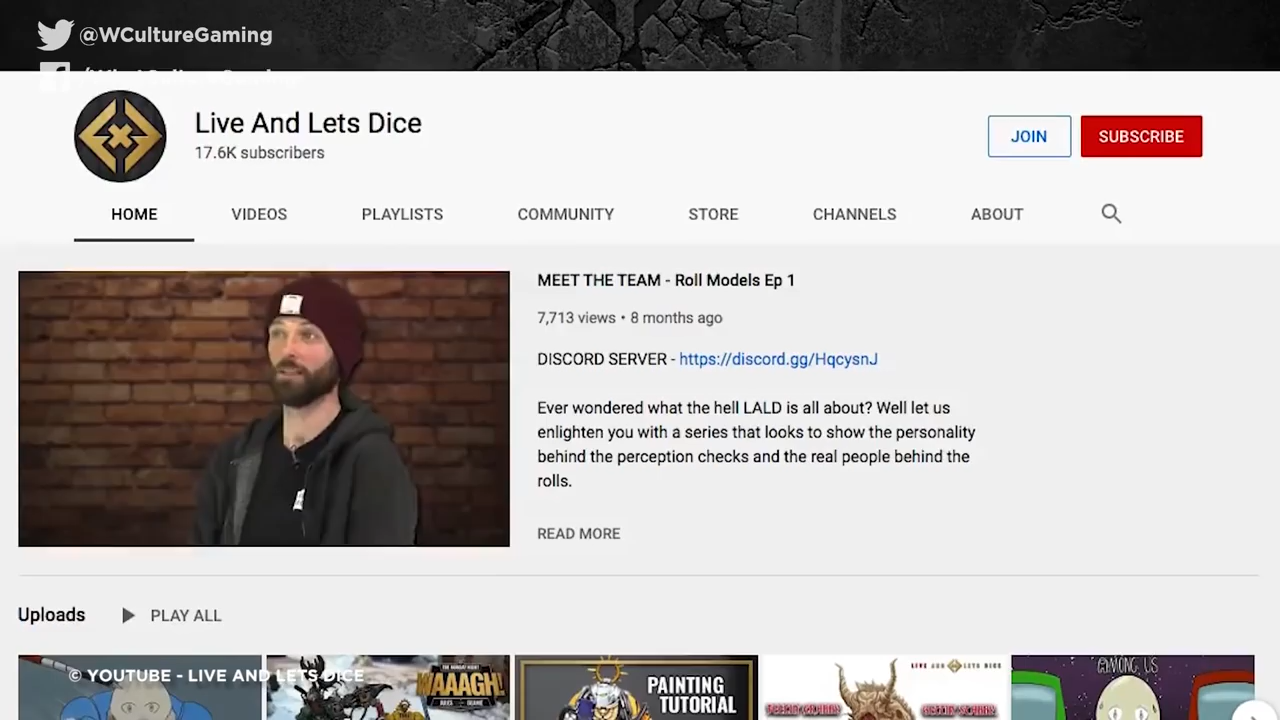 @WCultureGaming
Live And Lets Dice
17.6K subscribers
JOIN
SUBSCRIBE
HOME
VIDEOS
PLAYLISTS
COMMUNITY
STORE
CHANNELS
ABOUT
MEET THE TEAM - Roll Models Ep 1
7,713 views • 8 months ago
DISCORD SERVER - https://discord.gg/HqcysnJ
Ever wondered what the hell LALD is all about? Well let us
enlighten you with a series that looks to show the personality
behind the perception checks and the real people behind the
rolls.
READ MORE
Uploads
PLAY ALL
© YOUTUBE - LIVE AND LETS DICE
WAAAGH!
PAINTING
TUTORIAL
LIVE AND LETS DICE
AMONG US